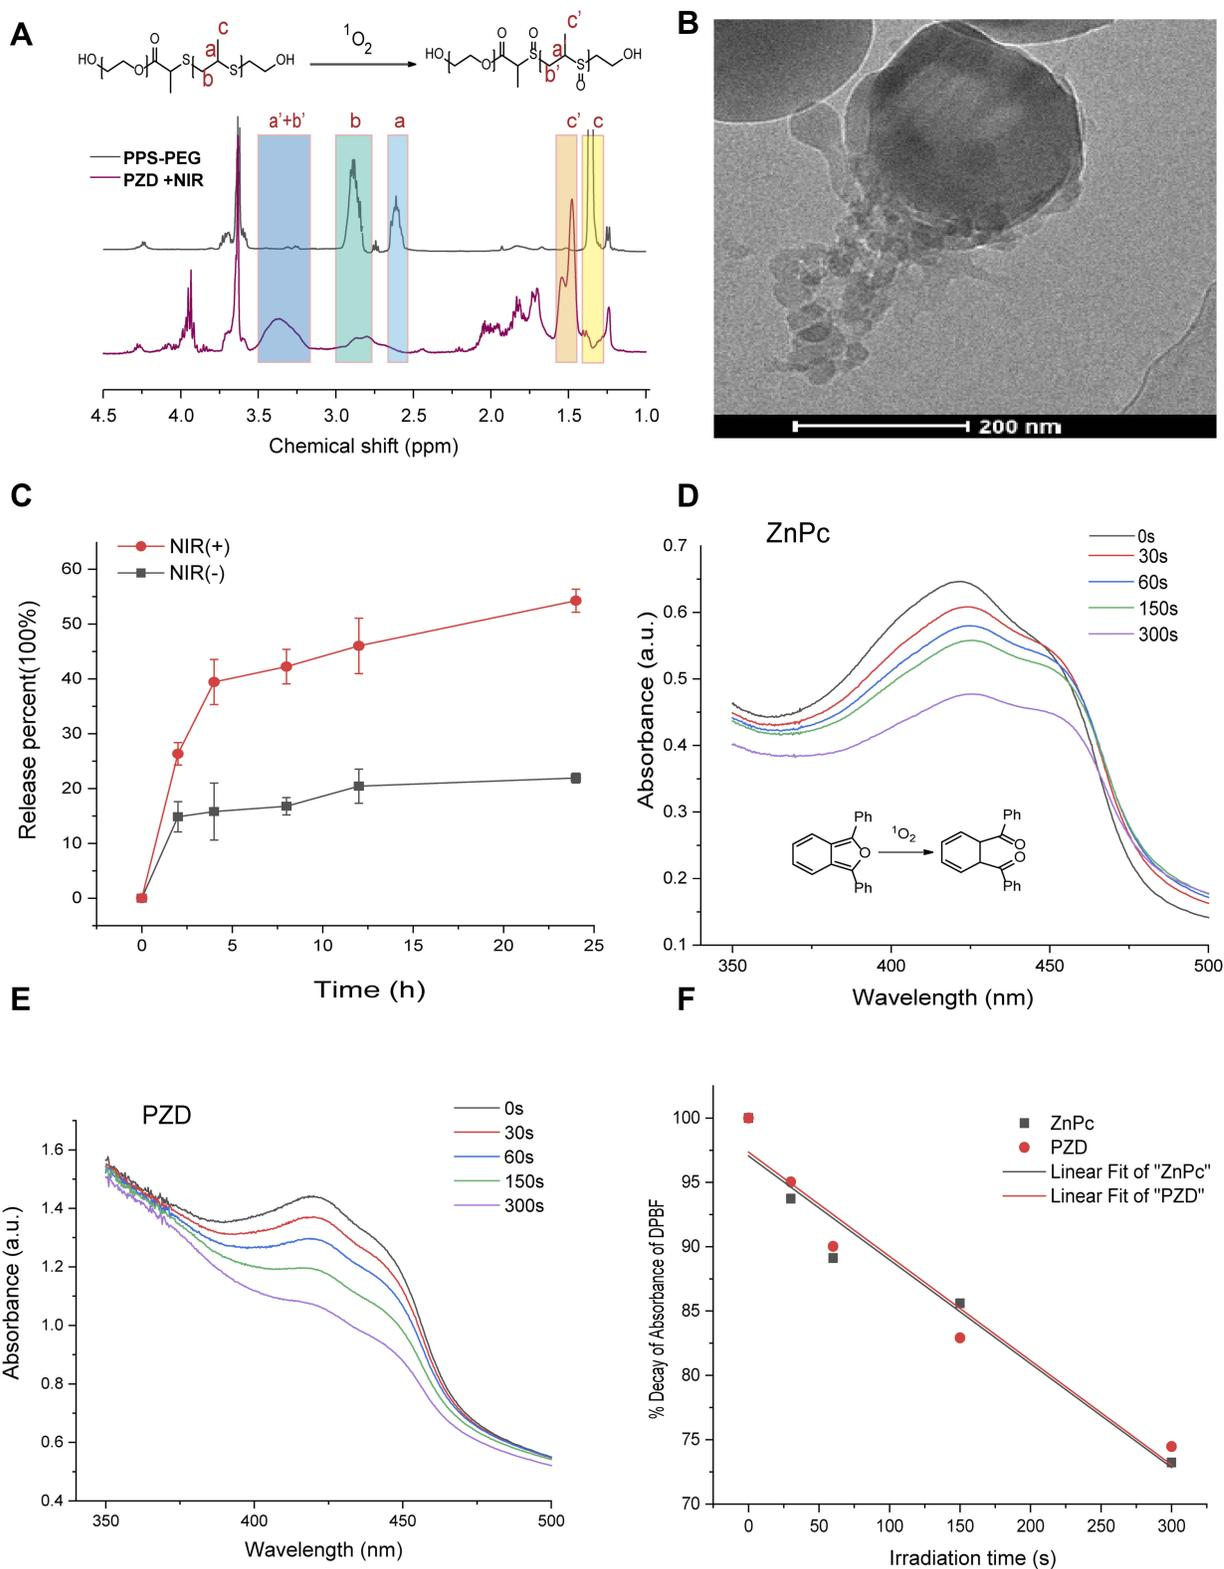 A
HO
O
O
S
a
c
b
S
OH
¹O₂
HO
O
O
O
S
a
c'
b'
S
O
OH
a'+b'
b
a
c'
c
PPS-PEG
PZD +NIR
4.5 4.0 3.5 3.0 2.5 2.0 1.5 1.0
Chemical shift (ppm)
B
200 nm
C
NIR(+)
NIR(-)
Release percent(100%)
60
50
40
30
20
10
0
0 5 10 15 20 25
Time (h)
D
ZnPc
0s
30s
60s
150s
300s
Absorbance (a.u.)
0.7
0.6
0.5
0.4
0.3
0.2
0.1
Ph
O
Ph
¹O₂
Ph
O
O
Ph
350 400 450 500
Wavelength (nm)
E
PZD
0s
30s
60s
150s
300s
Absorbance (a.u.)
1.6
1.4
1.2
1.0
0.8
0.6
0.4
350 400 450 500
Wavelength (nm)
F
ZnPc
PZD
Linear Fit of "ZnPc"
Linear Fit of "PZD"
% Decay of Absorbance of DPBF
100
95
90
85
80
75
70
0 50 100 150 200 250 300
Irradiation time (s)